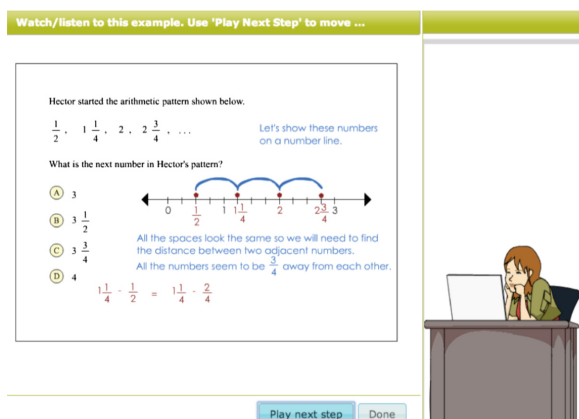 Watch/listen to this example. Use 'Play Next Step' to move ...
Hector started the arithmetic pattern shown below.
1/2 , 1 1/4 , 2 , 2 3/4 , ...
Let's show these numbers
on a number line.
What is the next number in Hector's pattern?
A 3
B 3 1/2
C 3 3/4
D 4
0 1/2 1 1 1/4 2 2 3/4 3
All the spaces look the same so we will need to find
the distance between two adjacent numbers.
All the numbers seem to be 3/4 away from each other.
1 1/4 - 1/2 = 1 1/4 - 2/4
Play next step
Done